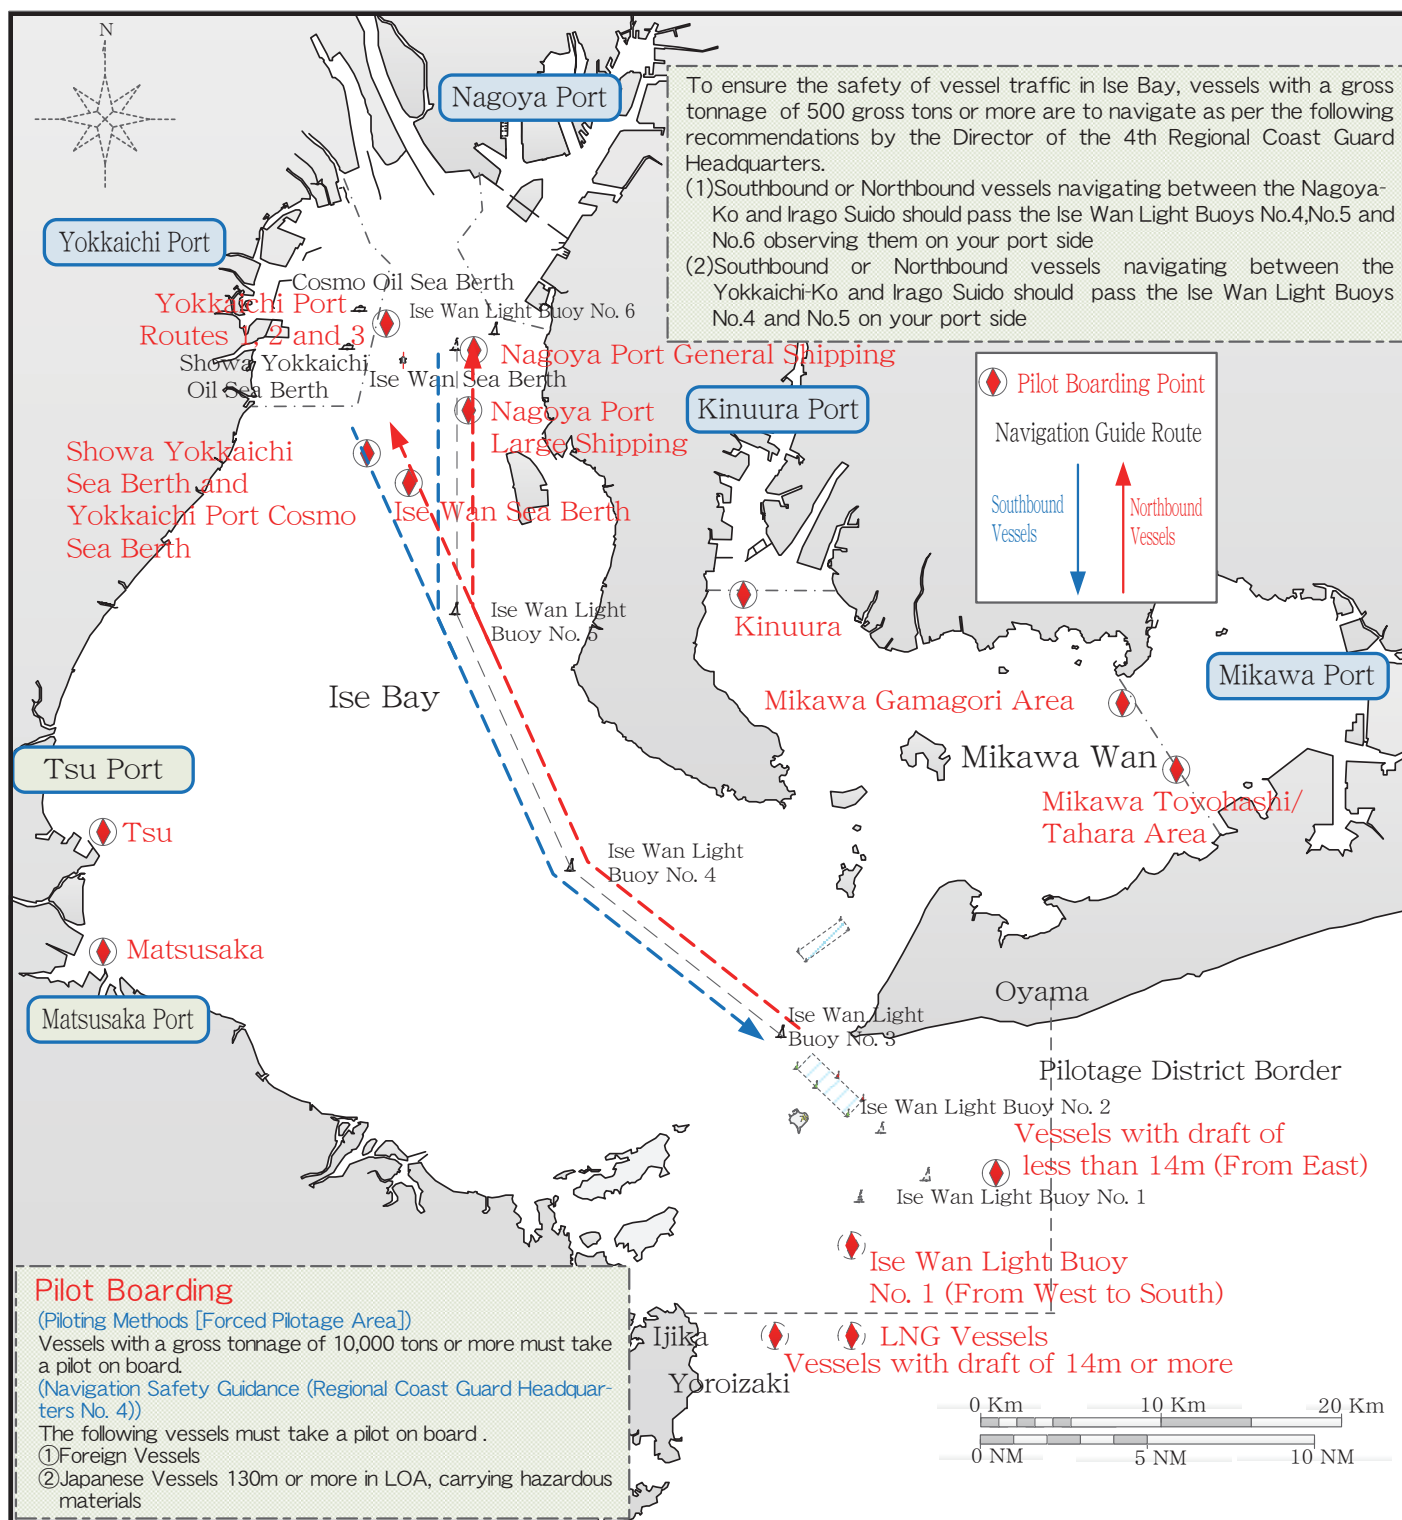 N
Nagoya Port
To ensure the safety of vessel traffic in Ise Bay, vessels with a gross
tonnage of 500 gross tons or more are to navigate as per the following
recommendations by the Director of the 4th Regional Coast Guard
Headquarters.
(1)Southbound or Northbound vessels navigating between the Nagoya-
Ko and Irago Suido should pass the Ise Wan Light Buoys No.4,No.5 and
No.6 observing them on your port side
(2)Southbound or Northbound vessels navigating between the
Yokkaichi-Ko and Irago Suido should pass the Ise Wan Light Buoys
No.4 and No.5 on your port side
Yokkaichi Port
Cosmo Oil Sea Berth
Yokkaichi Port
Routes 1, 2 and 3
Ise Wan Light Buoy No. 6
Showa Yokkaichi
Oil Sea Berth
Ise Wan Sea Berth
Nagoya Port General Shipping
Nagoya Port
Large Shipping
Kinuura Port
Pilot Boarding Point
Navigation Guide Route
Southbound
Vessels
Northbound
Vessels
Showa Yokkaichi
Sea Berth and
Yokkaichi Port Cosmo
Sea Berth
Ise Wan Sea Berth
Ise Wan Light
Buoy No. 5
Kinuura
Ise Bay
Mikawa Port
Mikawa Gamagori Area
Mikawa Wan
Mikawa Toyohashi/
Tahara Area
Tsu Port
Tsu
Ise Wan Light
Buoy No. 4
Matsusaka
Matsusaka Port
Oyama
Ise Wan Light
Buoy No. 3
Pilotage District Border
Ise Wan Light Buoy No. 2
Vessels with draft of
less than 14m (From East)
Ise Wan Light Buoy No. 1
Ise Wan Light Buoy
No. 1 (From West to South)
Ijika
LNG Vessels
Vessels with draft of 14m or more
Yoroizaki
Pilot Boarding
(Piloting Methods [Forced Pilotage Area])
Vessels with a gross tonnage of 10,000 tons or more must take
a pilot on board.
(Navigation Safety Guidance (Regional Coast Guard Headquar-
ters No. 4))
The following vessels must take a pilot on board .
①Foreign Vessels
②Japanese Vessels 130m or more in LOA, carrying hazardous
materials
0 Km 10 Km 20 Km
0 NM 5 NM 10 NM